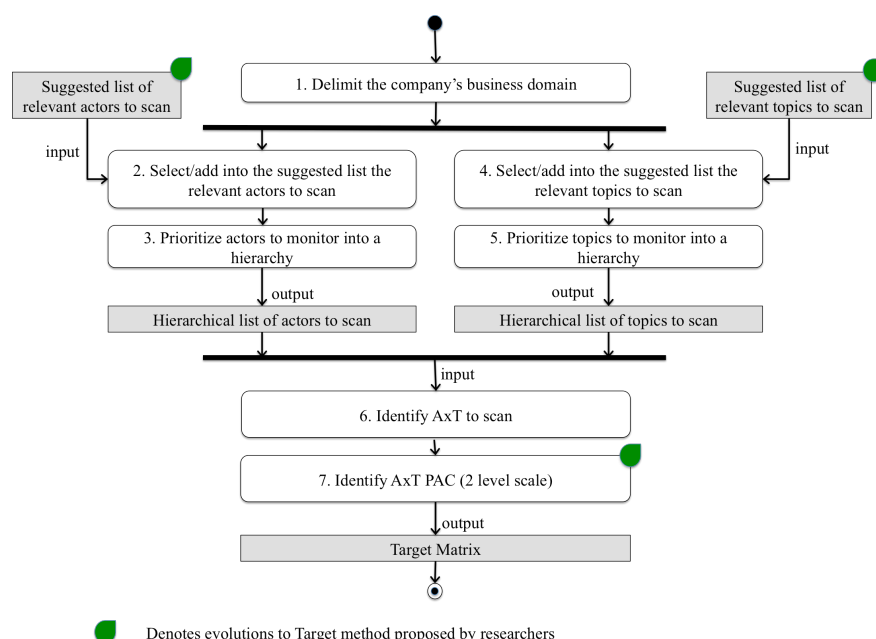 Suggested list of
relevant actors to scan
1. Delimit the company’s business domain
Suggested list of
relevant topics to scan
input
input
2. Select/add into the suggested list the
relevant actors to scan
4. Select/add into the suggested list the
relevant topics to scan
3. Prioritize actors to monitor into a
hierarchy
5. Prioritize topics to monitor into a
hierarchy
output
output
Hierarchical list of actors to scan
Hierarchical list of topics to scan
input
6. Identify AxT to scan
7. Identify AxT PAC (2 level scale)
output
Target Matrix
Denotes evolutions to Target method proposed by researchers